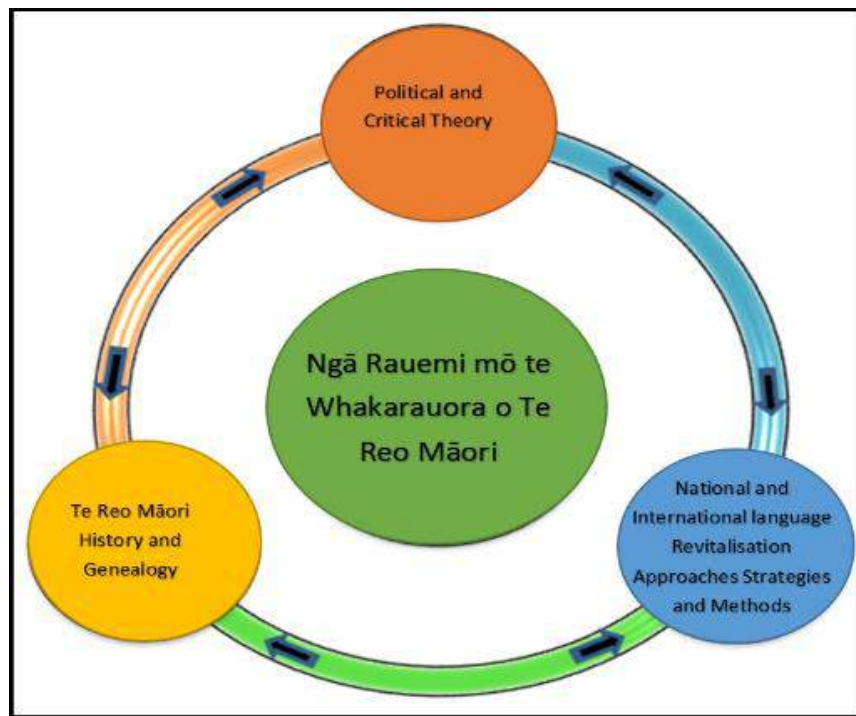 Political and
Critical Theory
Ngā Rauemi mō te
Whakarauora o Te
Reo Māori
Te Reo Māori
History and
Genealogy
National and
International language
Revitalisation
Approaches Strategies
and Methods